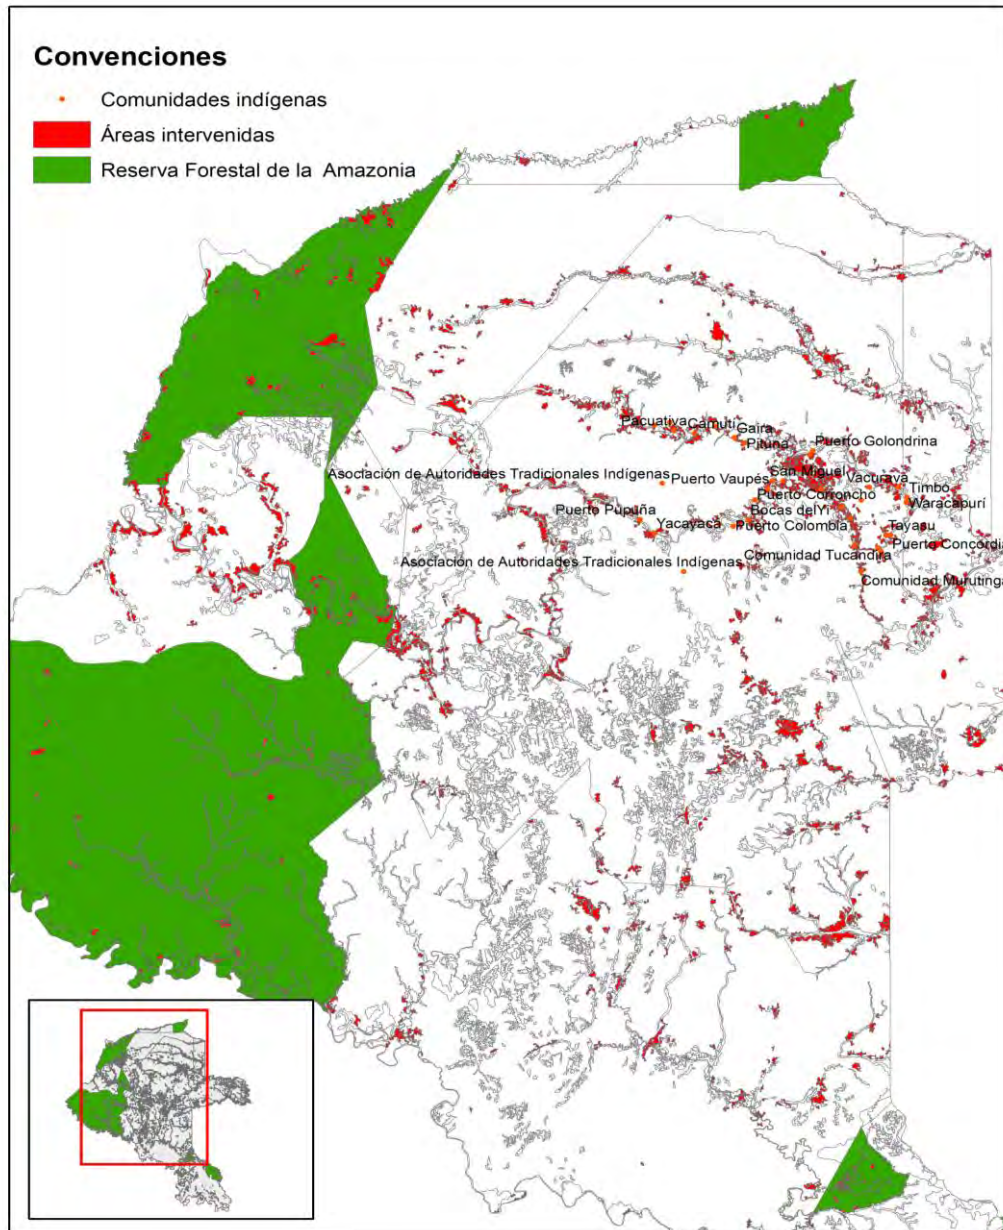 Convenciones
Comunidades indígenas
Áreas intervenidas
Reserva Forestal de la Amazonia
Pacuativa
Camutí
Gaira
Pituna
Puerto Golondrina
Asociación de Autoridades Tradicionales Indígenas
Puerto Vaupés
San Miguel
Vacurava
Timbo
Puerto Corroncho
Waracapurí
Puerto Pupuña
Bocas del Yi
Yacayaca
Puerto Colombia
Tayasu
Puerto Concordia
Comunidad Tucandira
Asociación de Autoridades Tradicionales Indígenas
Comunidad Murutinga